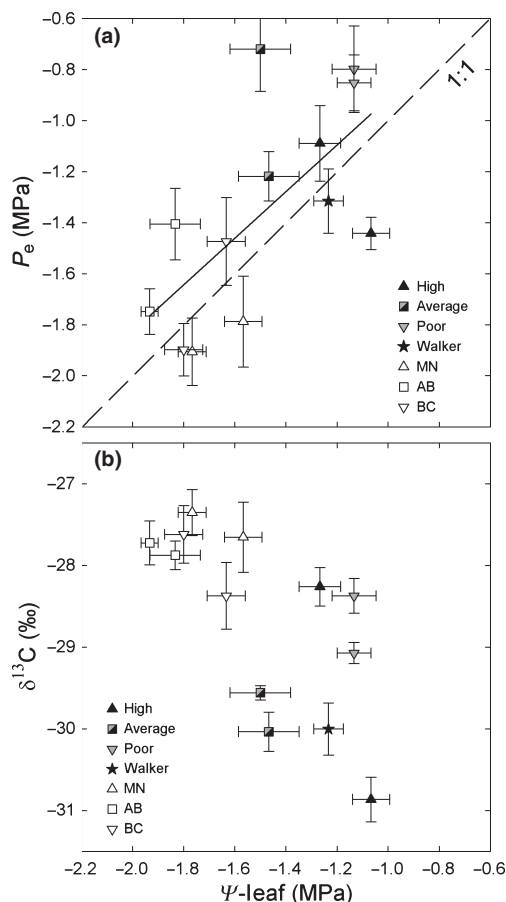 (a)
−0.6
−0.8
−1.0
−1.2
−1.4
−1.6
−1.8
−2.0
−2.2
Pe (MPa)
1:1
High
Average
Poor
Walker
MN
AB
BC
(b)
−27
−28
−29
−30
−31
δ13C (‰)
High
Average
Poor
Walker
MN
AB
BC
−2.2 −2.0 −1.8 −1.6 −1.4 −1.2 −1.0 −0.8 −0.6
Ψ-leaf (MPa)